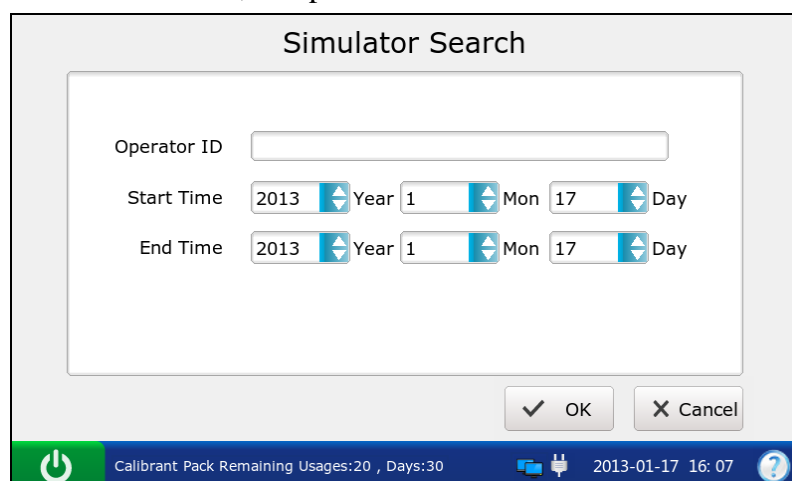 Simulator Search
Operator ID
Start Time 2013 Year 1 Mon 17 Day
End Time 2013 Year 1 Mon 17 Day
OK Cancel
Calibrant Pack Remaining Usages:20 , Days:30 2013-01-17 16: 07 ?